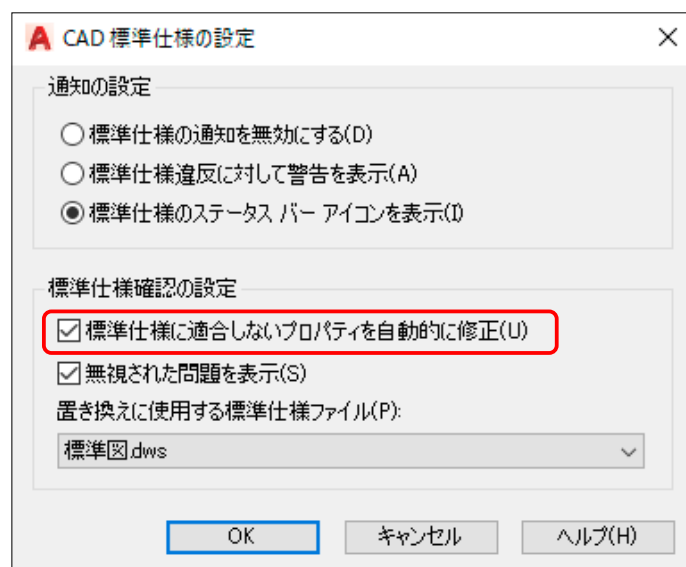 CAD 標準仕様の設定
通知の設定
標準仕様の通知を無効にする(D)
標準仕様違反に対して警告を表示(A)
標準仕様のステータス バー アイコンを表示(I)
標準仕様確認の設定
標準仕様に適合しないプロパティを自動的に修正(U)
無視された問題を表示(S)
置き換えに使用する標準仕様ファイル(P):
標準図.dws
OK キャンセル ヘルプ(H)